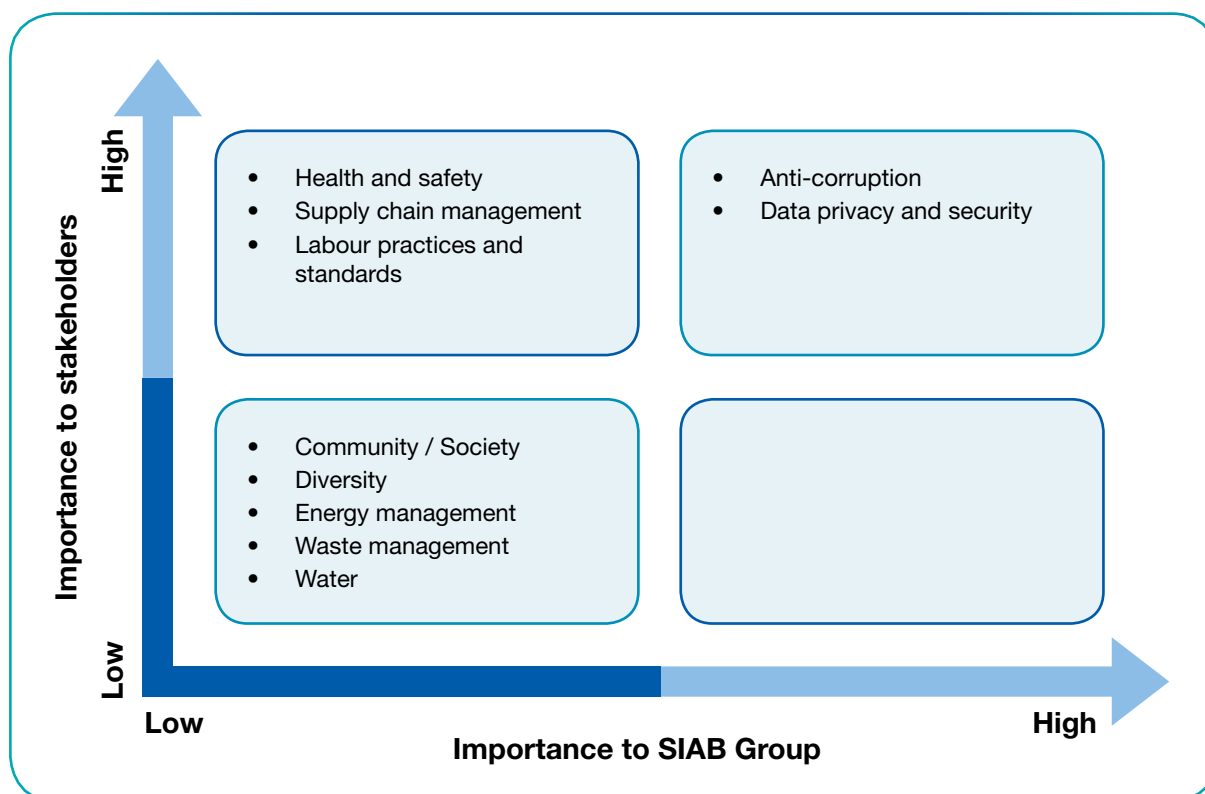 High
Importance to stakeholders
Low
• Health and safety
• Supply chain management
• Labour practices and
standards
• Anti-corruption
• Data privacy and security
• Community / Society
• Diversity
• Energy management
• Waste management
• Water
Low
High
Importance to SIAB Group